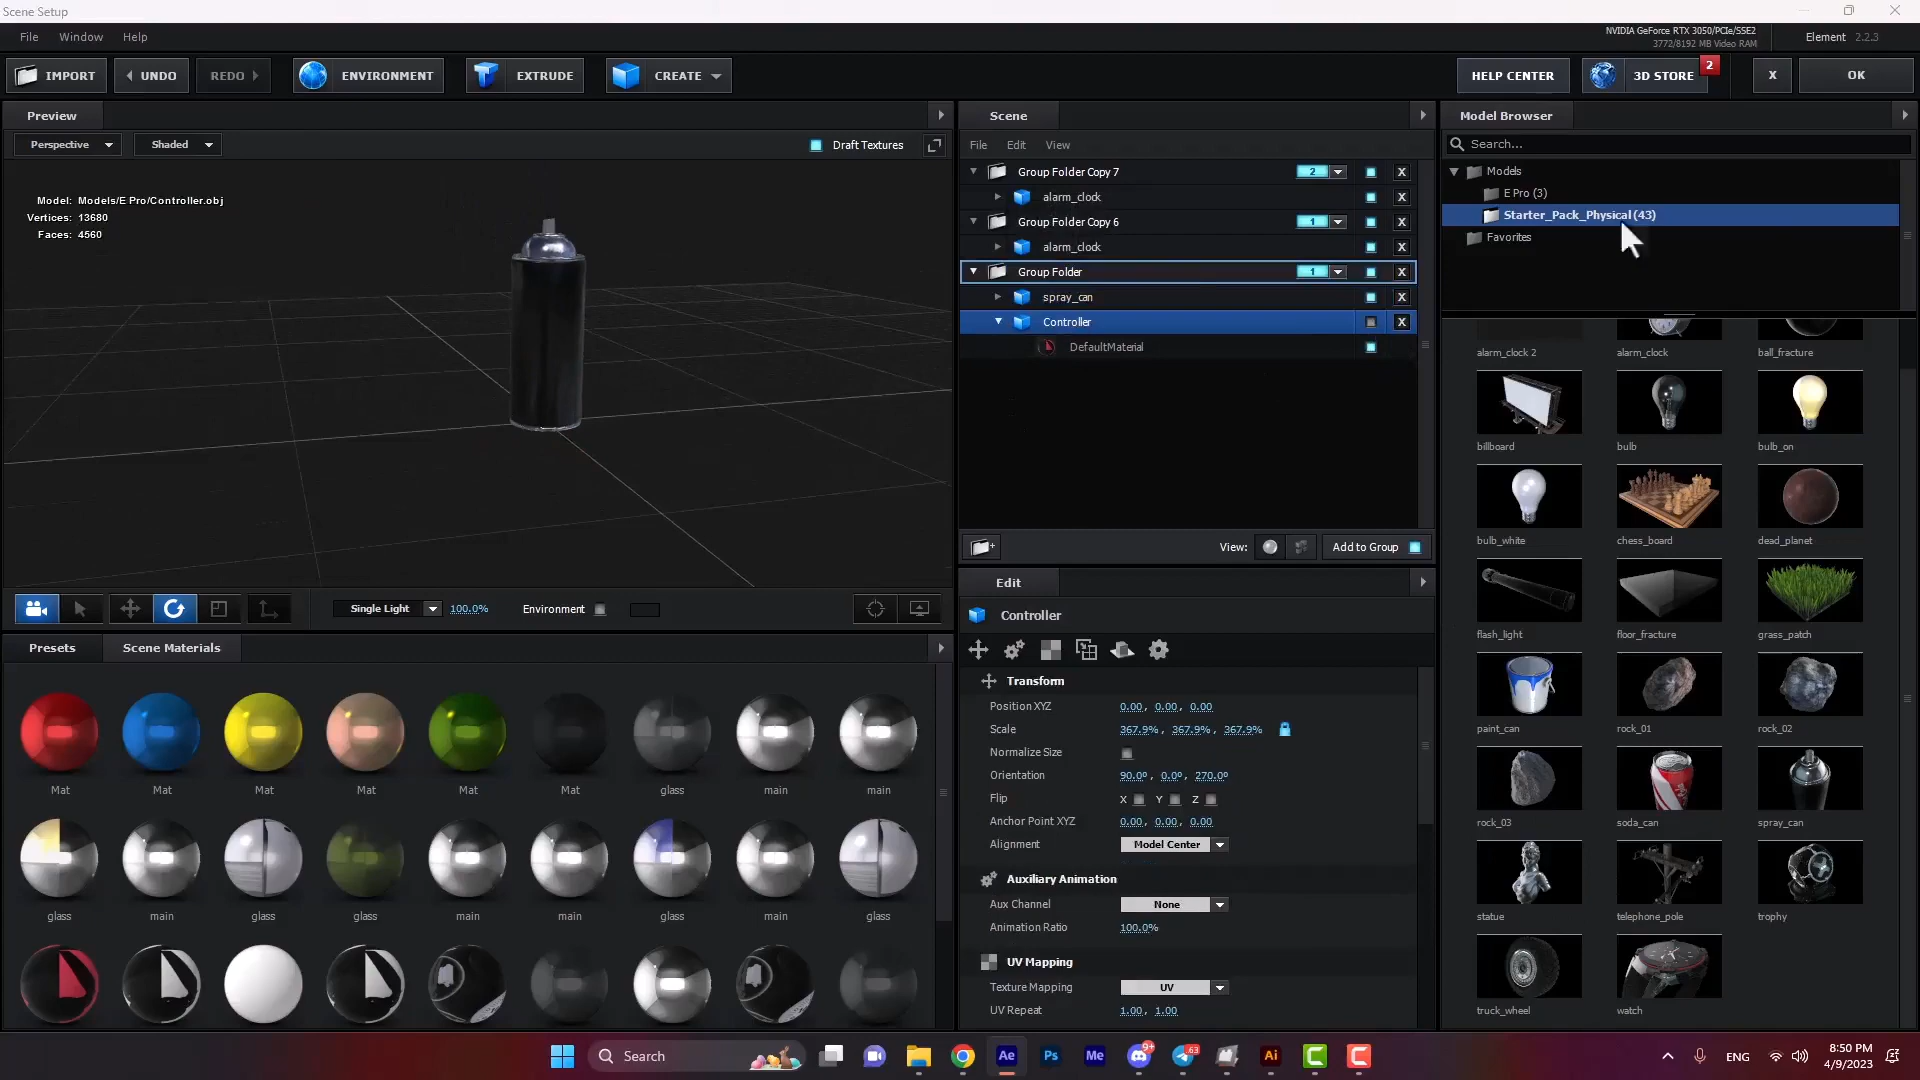 Scene Setup
File Window Help
NVIDIA GeForce RTX 3050/PCIe/SSE2
3772/8192 MB Video RAM
Element 2.2.3
IMPORT UNDO REDO ENVIRONMENT EXTRUDE CREATE HELP CENTER 3D STORE 2 X OK
Preview
Perspective Shaded Draft Textures
Model: Models/E Pro/Controller.obj
Vertices: 13680
Faces: 4560
Single Light 100.0% Environment
Presets Scene Materials
Mat Mat Mat Mat Mat Mat glass main main
glass main glass glass main main glass main glass
Scene
File Edit View
Group Folder Copy 7 2 X
alarm_clock X
Group Folder Copy 6 1 X
alarm_clock X
Group Folder 1 X
spray_can X
Controller X
DefaultMaterial
View: Add to Group
Edit
Controller
Transform
Position XYZ 0.00, 0.00, 0.00
Scale 367.9%, 367.9%, 367.9%
Normalize Size
Orientation 90.0º, 0.0º, 270.0º
Flip X Y Z
Anchor Point XYZ 0.00, 0.00, 0.00
Alignment Model Center
Auxiliary Animation
Aux Channel None
Animation Ratio 100.0%
UV Mapping
Texture Mapping UV
UV Repeat 1.00, 1.00
Model Browser
Search...
Models
E Pro (3)
Starter_Pack_Physical (43)
Favorites
alarm_clock 2 alarm_clock ball_fracture
billboard bulb bulb_on
bulb_white chess_board dead_planet
flash_light floor_fracture grass_patch
paint_can rock_01 rock_02
rock_03 soda_can spray_can
statue telephone_pole trophy
truck_wheel watch
Search Ae Ps Me 9+ 63 Ai C C ENG 8:50 PM
4/9/2023